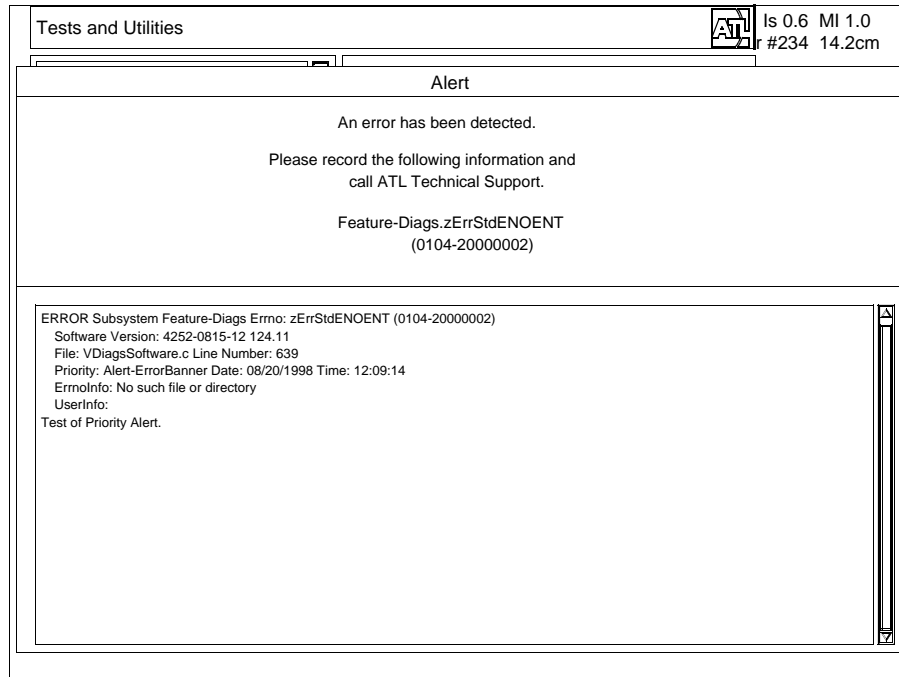 Tests and Utilities
ATL
Is 0.6 MI 1.0
r #234 14.2cm
Alert
An error has been detected.
Please record the following information and
call ATL Technical Support.
Feature-Diags.zErrStdENOENT
(0104-20000002)
ERROR Subsystem Feature-Diags Errno: zErrStdENOENT (0104-20000002)
Software Version: 4252-0815-12 124.11
File: VDiagsSoftware.c Line Number: 639
Priority: Alert-ErrorBanner Date: 08/20/1998 Time: 12:09:14
ErrnoInfo: No such file or directory
UserInfo:
Test of Priority Alert.